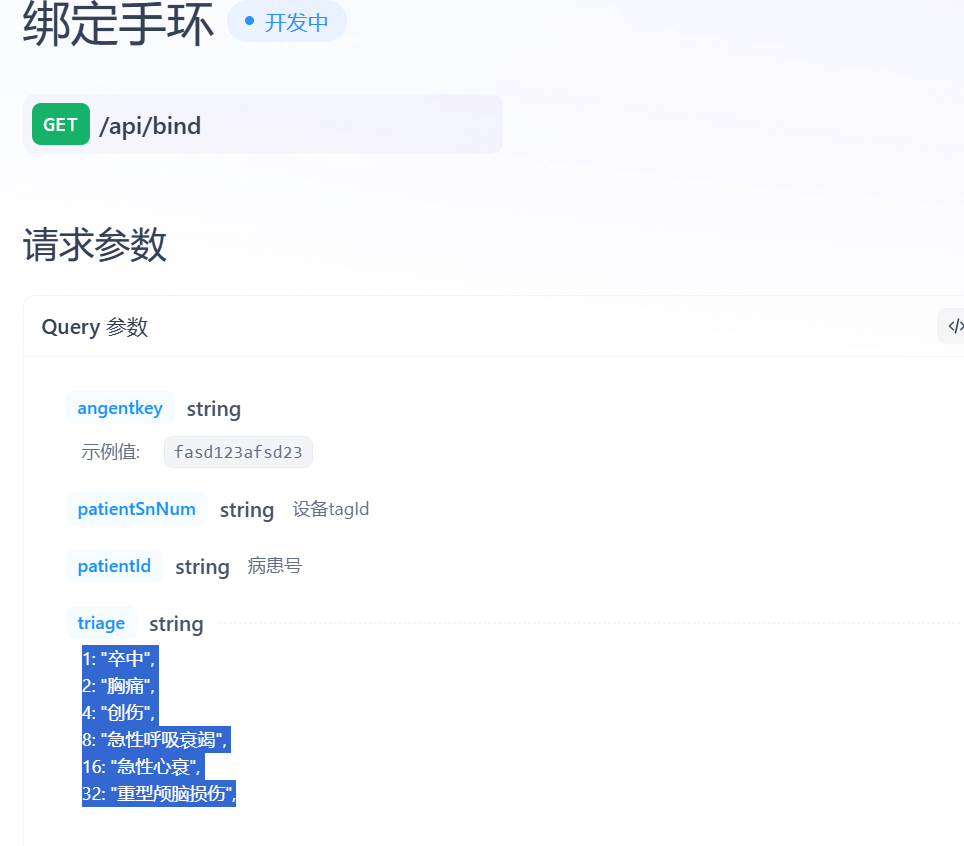 绑定手环 开发中
GET /api/bind
请求参数
Query 参数
angentkey string
示例值: fasd123afsd23
patientSnNum string 设备tagId
patientId string 病患号
triage string
1: "卒中",
2: "胸痛",
4: "创伤",
8: "急性呼吸衰竭",
16: "急性心衰",
32: "重型颅脑损伤",